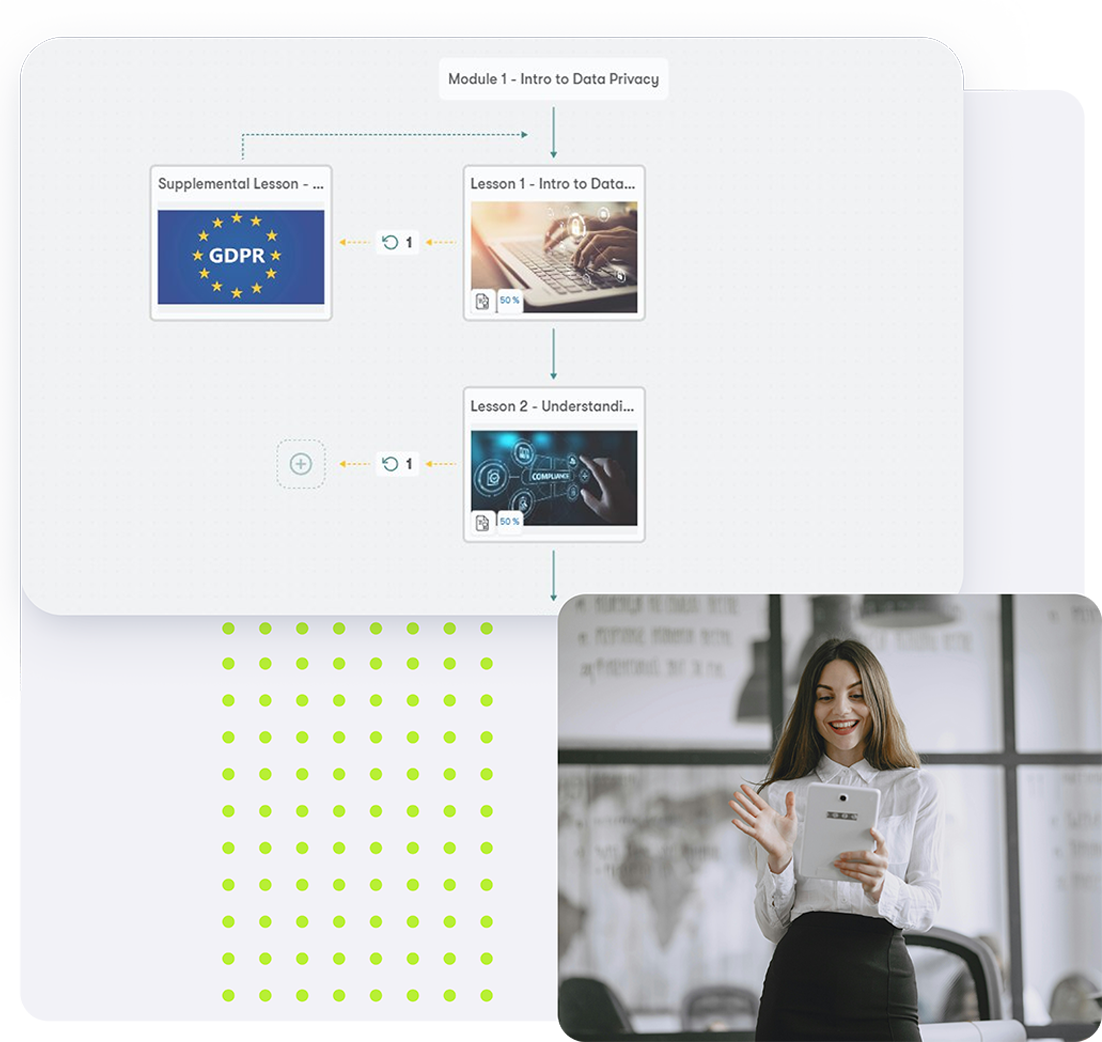 Module 1 - Intro to Data Privacy
Supplemental Lesson - ...
Lesson 1 - Intro to Data...
GDPR
1
50 %
Lesson 2 - Understandi...
1
COMPLIANCE
50 %